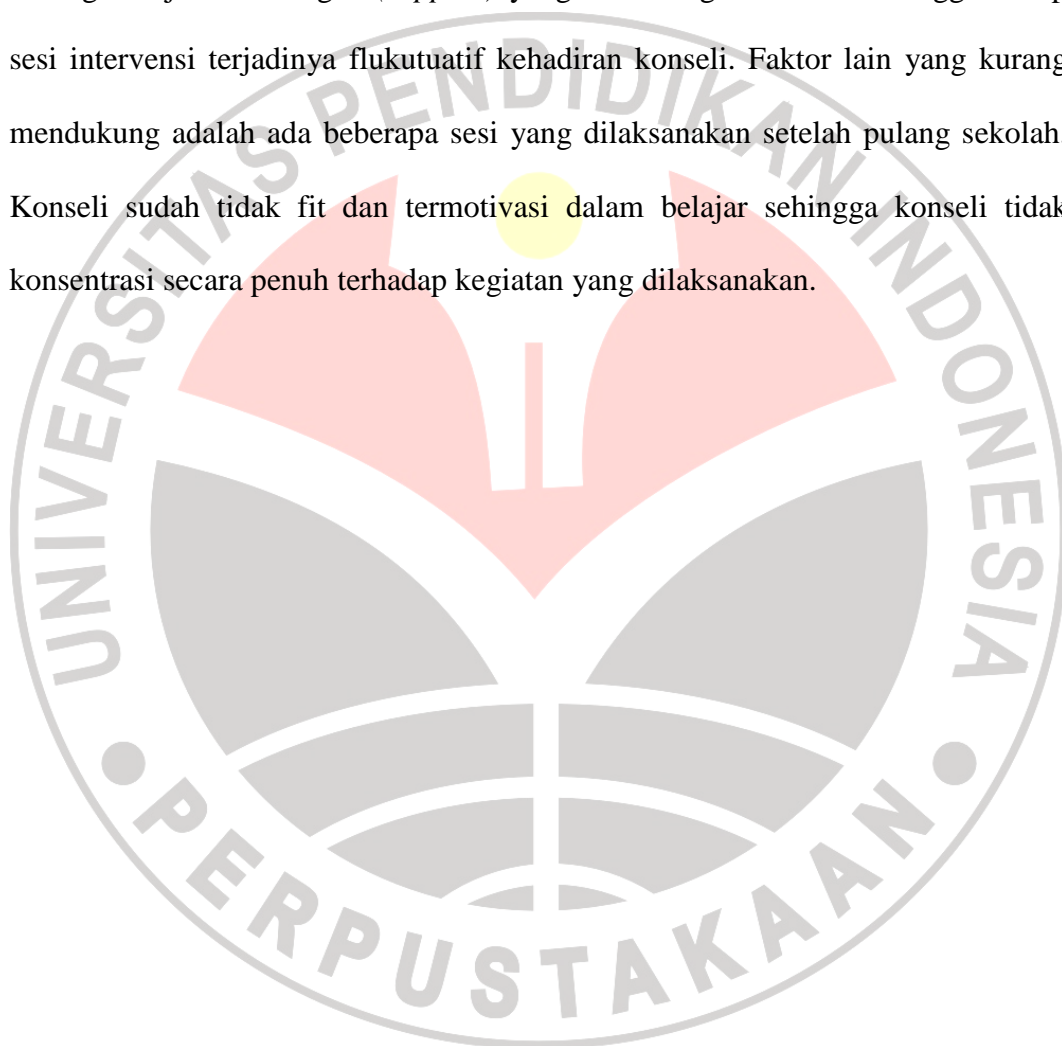 sesi intervensi terjadinya flukutuatif kehadiran konseli. Faktor lain yang kurang
mendukung adalah ada beberapa sesi yang dilaksanakan setelah pulang sekolah.
Konseli sudah tidak fit dan termotivasi dalam belajar sehingga konseli tidak
konsentrasi secara penuh terhadap kegiatan yang dilaksanakan.
UNIVERSITAS PENDIDIKAN INDONESIA
PERPUSTAKAAN